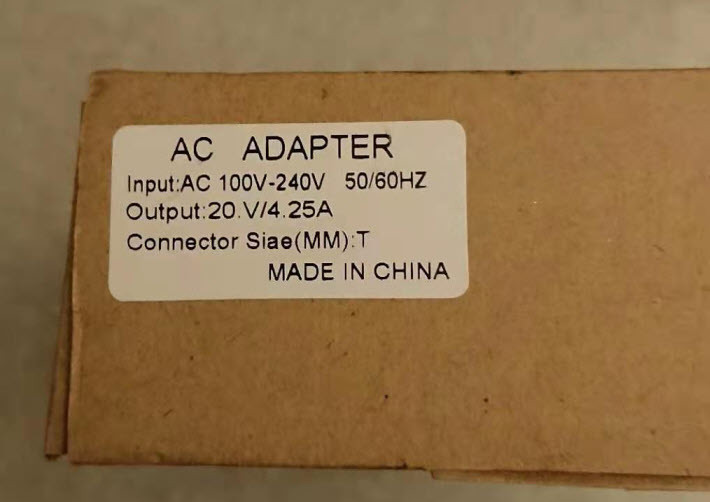 AC ADAPTER
Input:AC 100V-240V 50/60HZ
Output:20.V/4.25A
Connector Siae(MM):T
MADE IN CHINA